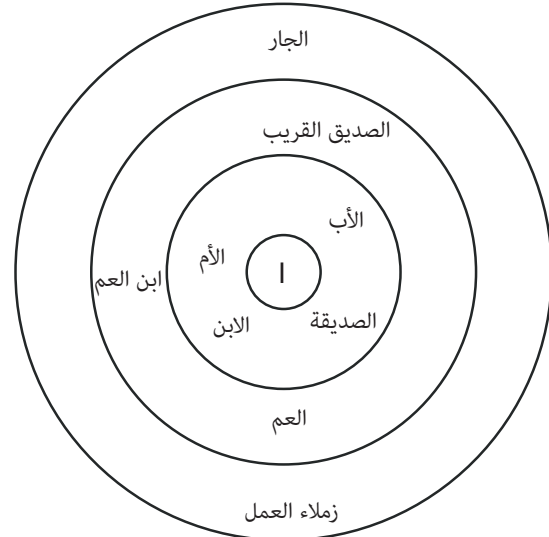 الجار
الصديق القريب
الأب
الأم
ابن العم
I
الابن
الصديقة
العم
زملاء العمل